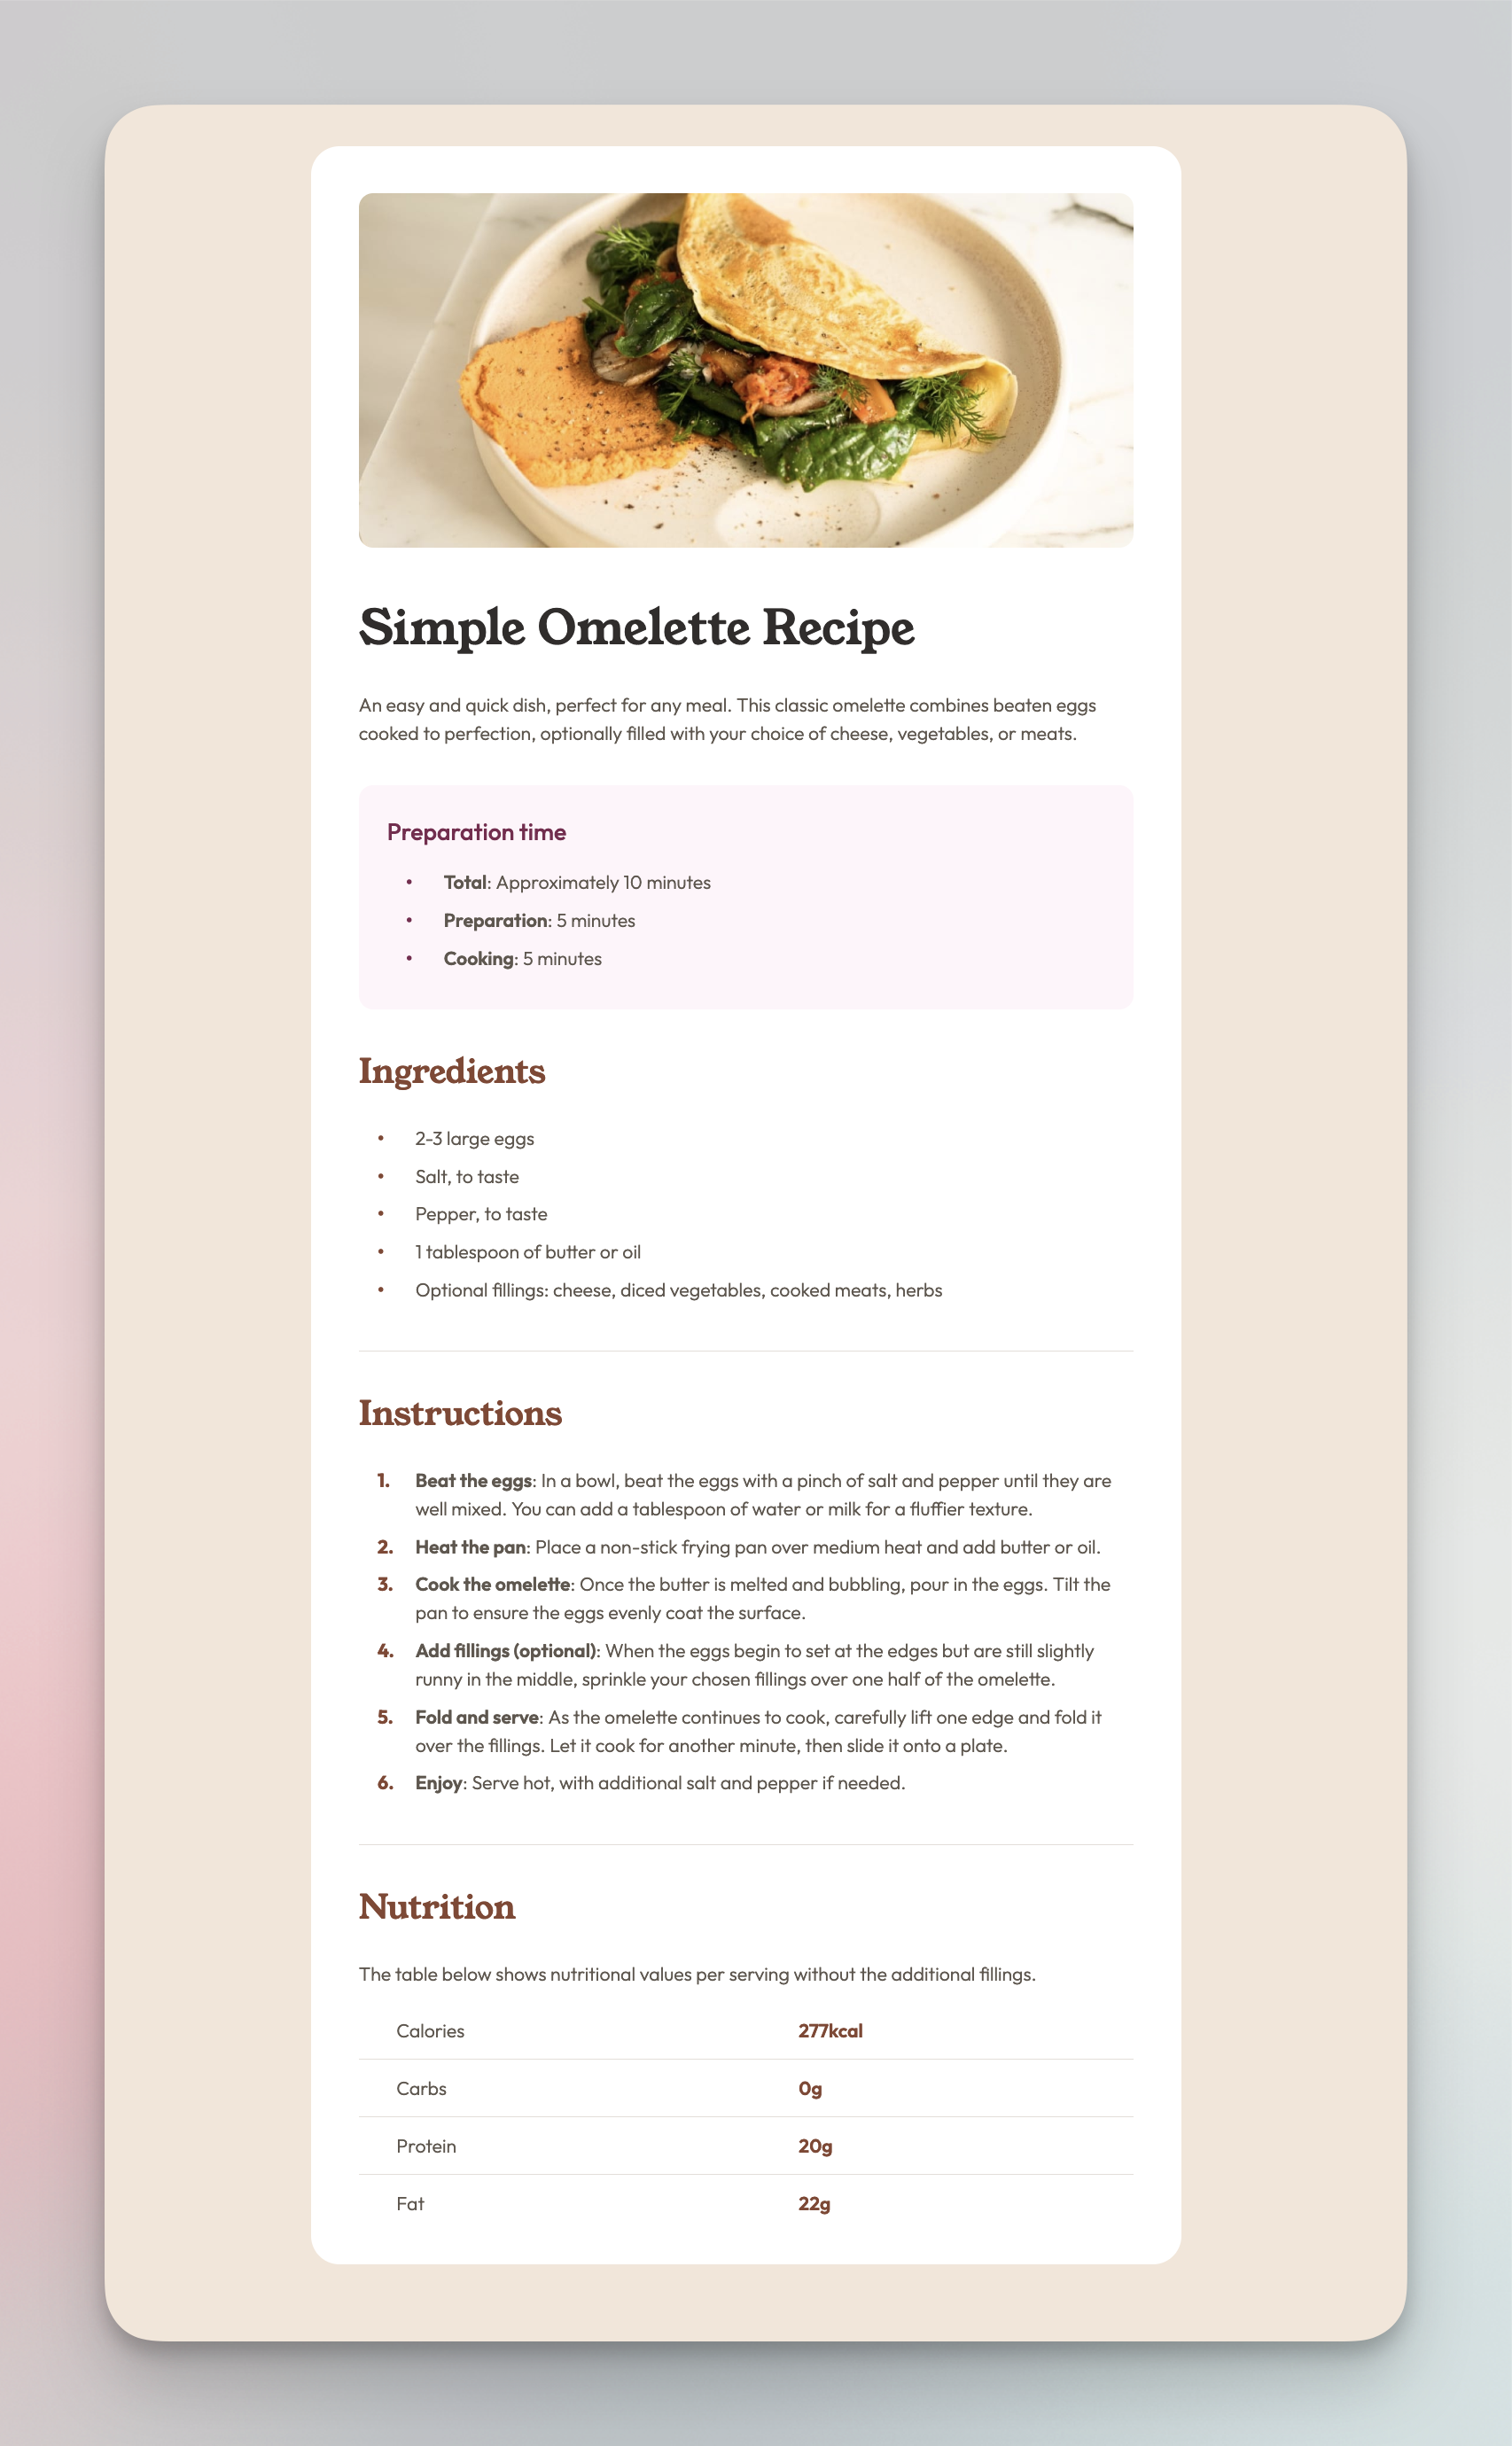 Simple Omelette Recipe
An easy and quick dish, perfect for any meal. This classic omelette combines beaten eggs
cooked to perfection, optionally filled with your choice of cheese, vegetables, or meats.
Preparation time
• Total: Approximately 10 minutes
• Preparation: 5 minutes
• Cooking: 5 minutes
Ingredients
• 2-3 large eggs
• Salt, to taste
• Pepper, to taste
• 1 tablespoon of butter or oil
• Optional fillings: cheese, diced vegetables, cooked meats, herbs
Instructions
1. Beat the eggs: In a bowl, beat the eggs with a pinch of salt and pepper until they are
well mixed. You can add a tablespoon of water or milk for a fluffier texture.
2. Heat the pan: Place a non-stick frying pan over medium heat and add butter or oil.
3. Cook the omelette: Once the butter is melted and bubbling, pour in the eggs. Tilt the
pan to ensure the eggs evenly coat the surface.
4. Add fillings (optional): When the eggs begin to set at the edges but are still slightly
runny in the middle, sprinkle your chosen fillings over one half of the omelette.
5. Fold and serve: As the omelette continues to cook, carefully lift one edge and fold it
over the fillings. Let it cook for another minute, then slide it onto a plate.
6. Enjoy: Serve hot, with additional salt and pepper if needed.
Nutrition
The table below shows nutritional values per serving without the additional fillings.
Calories 277kcal
Carbs 0g
Protein 20g
Fat 22g